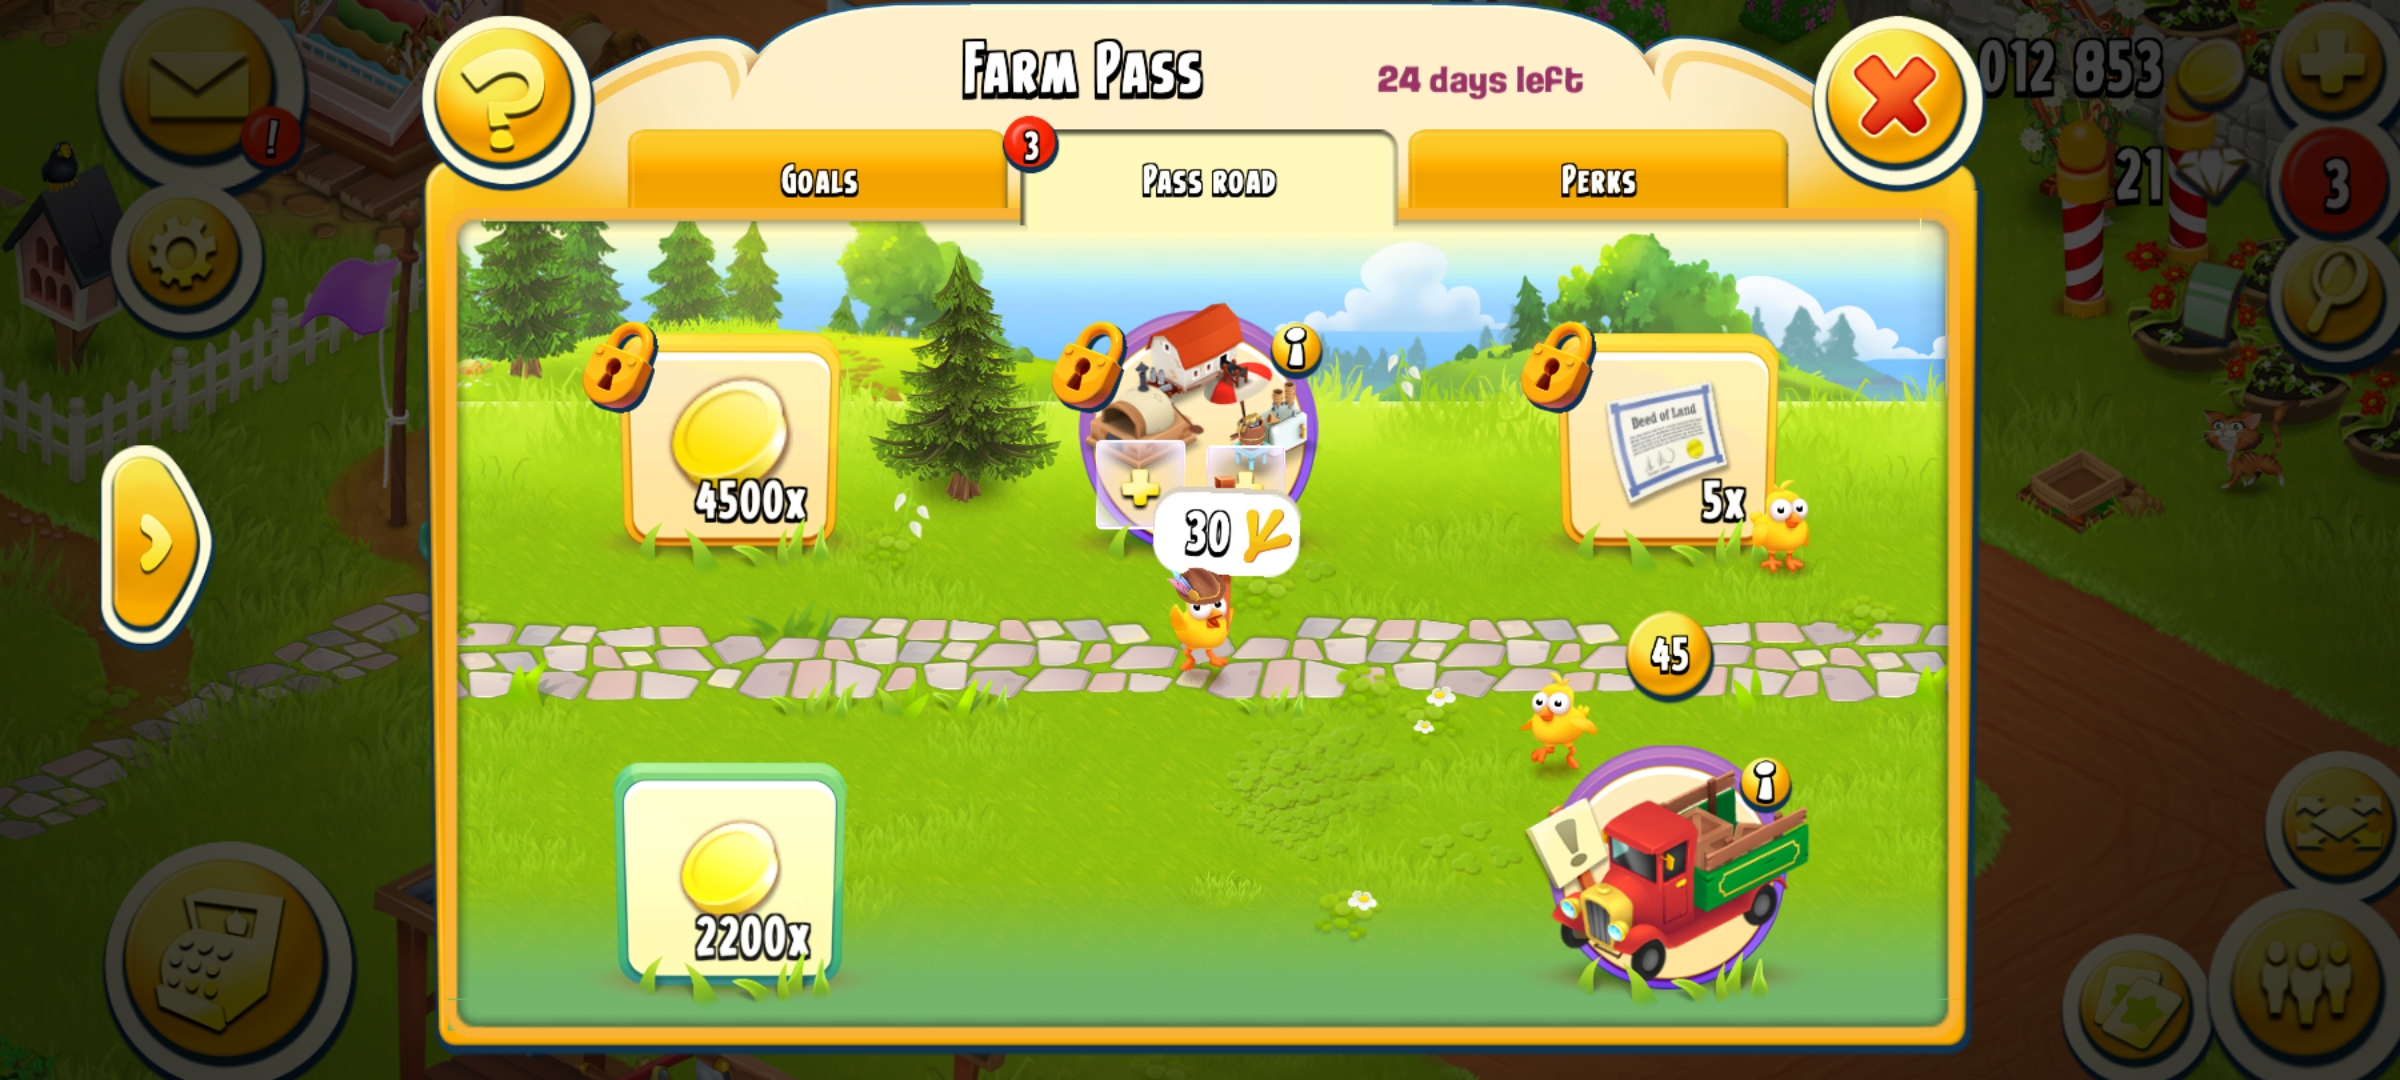 FARM PASS
24 days left
012 853
GOALS
3
PASS ROAD
PERKS
21
3
4500x
Deed of Land
5x
30
45
2200x